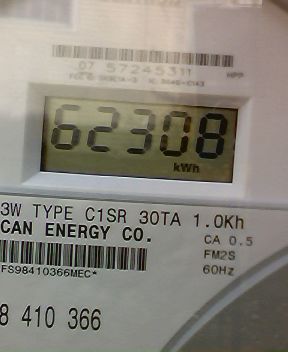 07 57245311
HPP
62308
kWh
3W TYPE C1SR 30TA 1.0Kh
CAN ENERGY CO.
CA 0.5
FM2S
60Hz
FS98410366MEC*
8 410 366